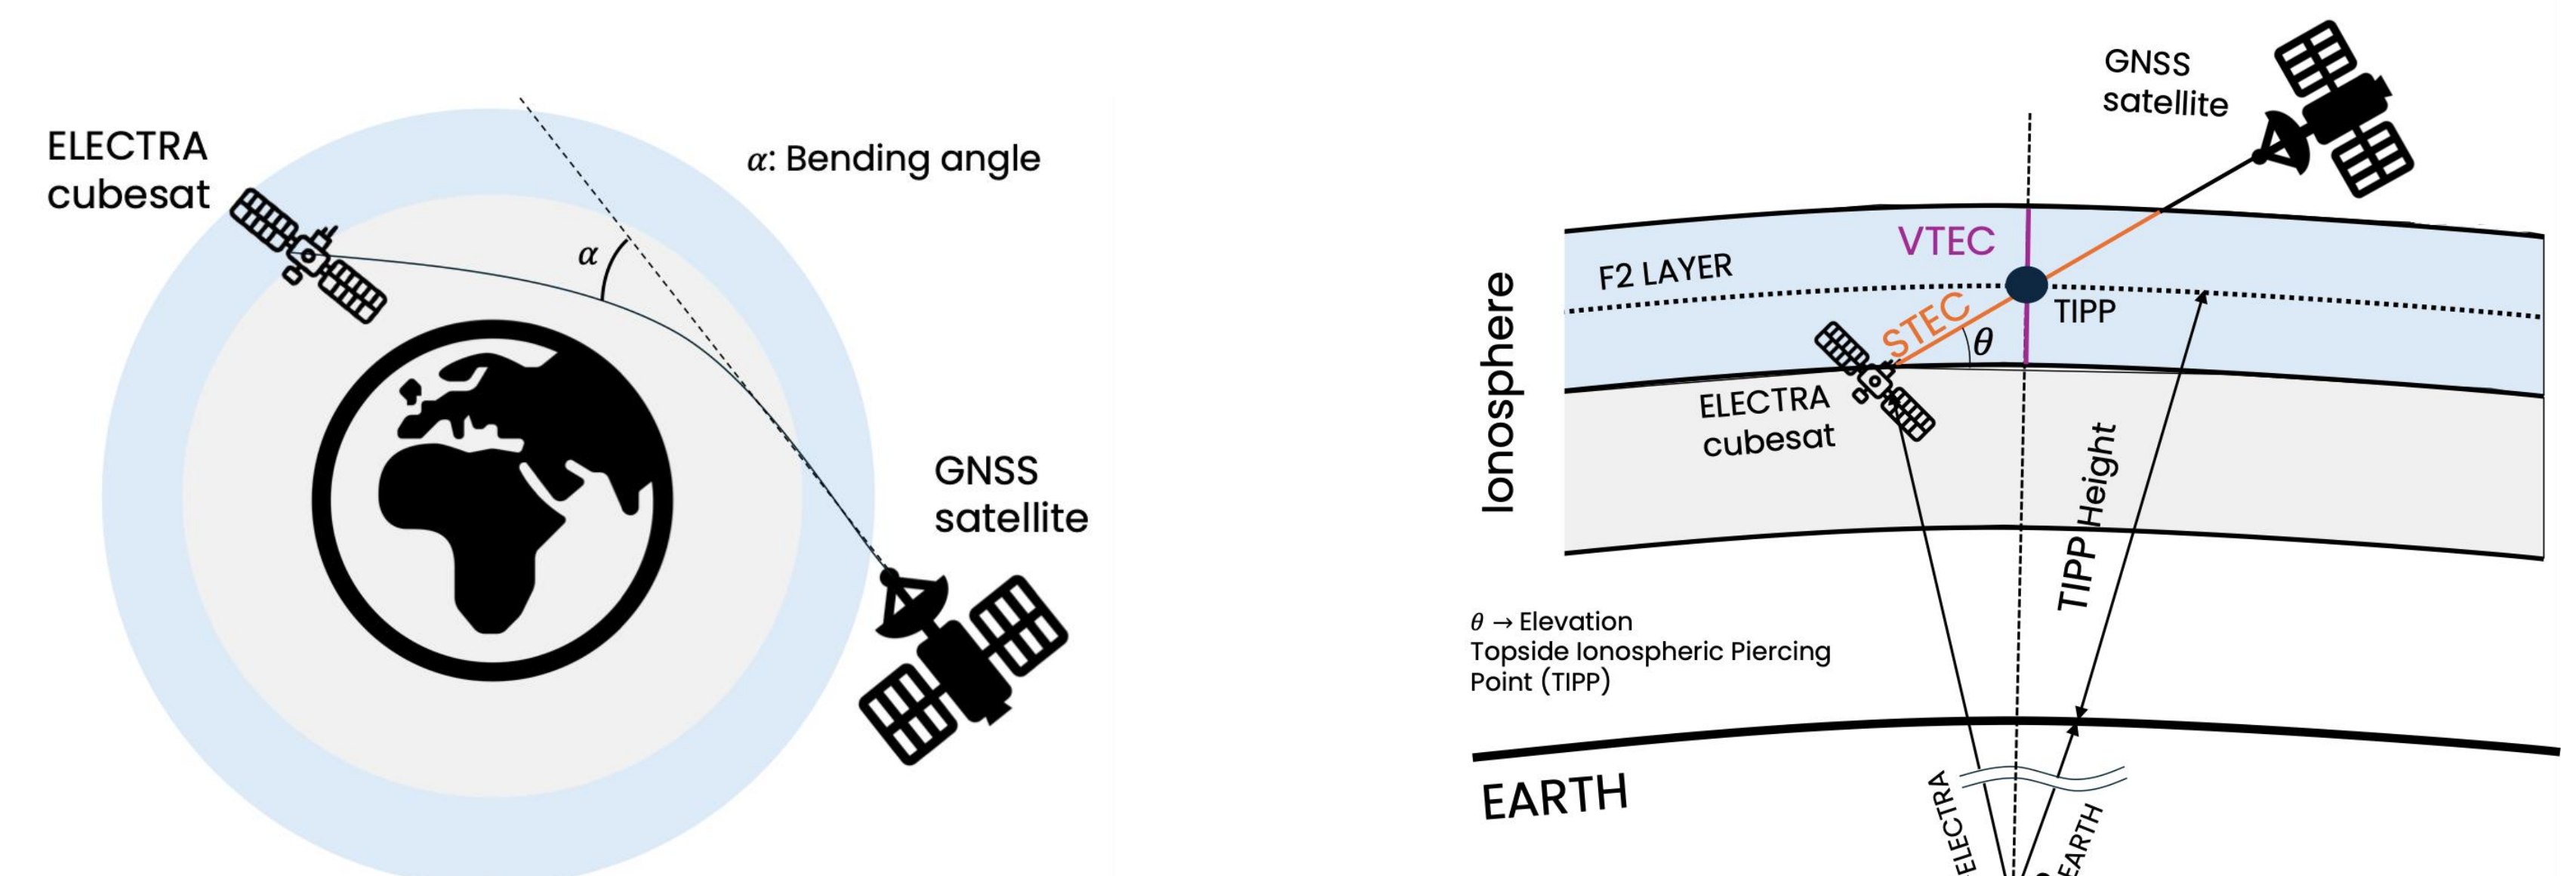 ELECTRA
cubesat
α: Bending angle
α
GNSS
satellite
GNSS
satellite
VTEC
F2 LAYER
TIPP
STEC
θ
ELECTRA
cubesat
Ionosphere
TIPP Height
θ → Elevation
Topside Ionospheric Piercing
Point (TIPP)
EARTH
ELECTRA
EARTH